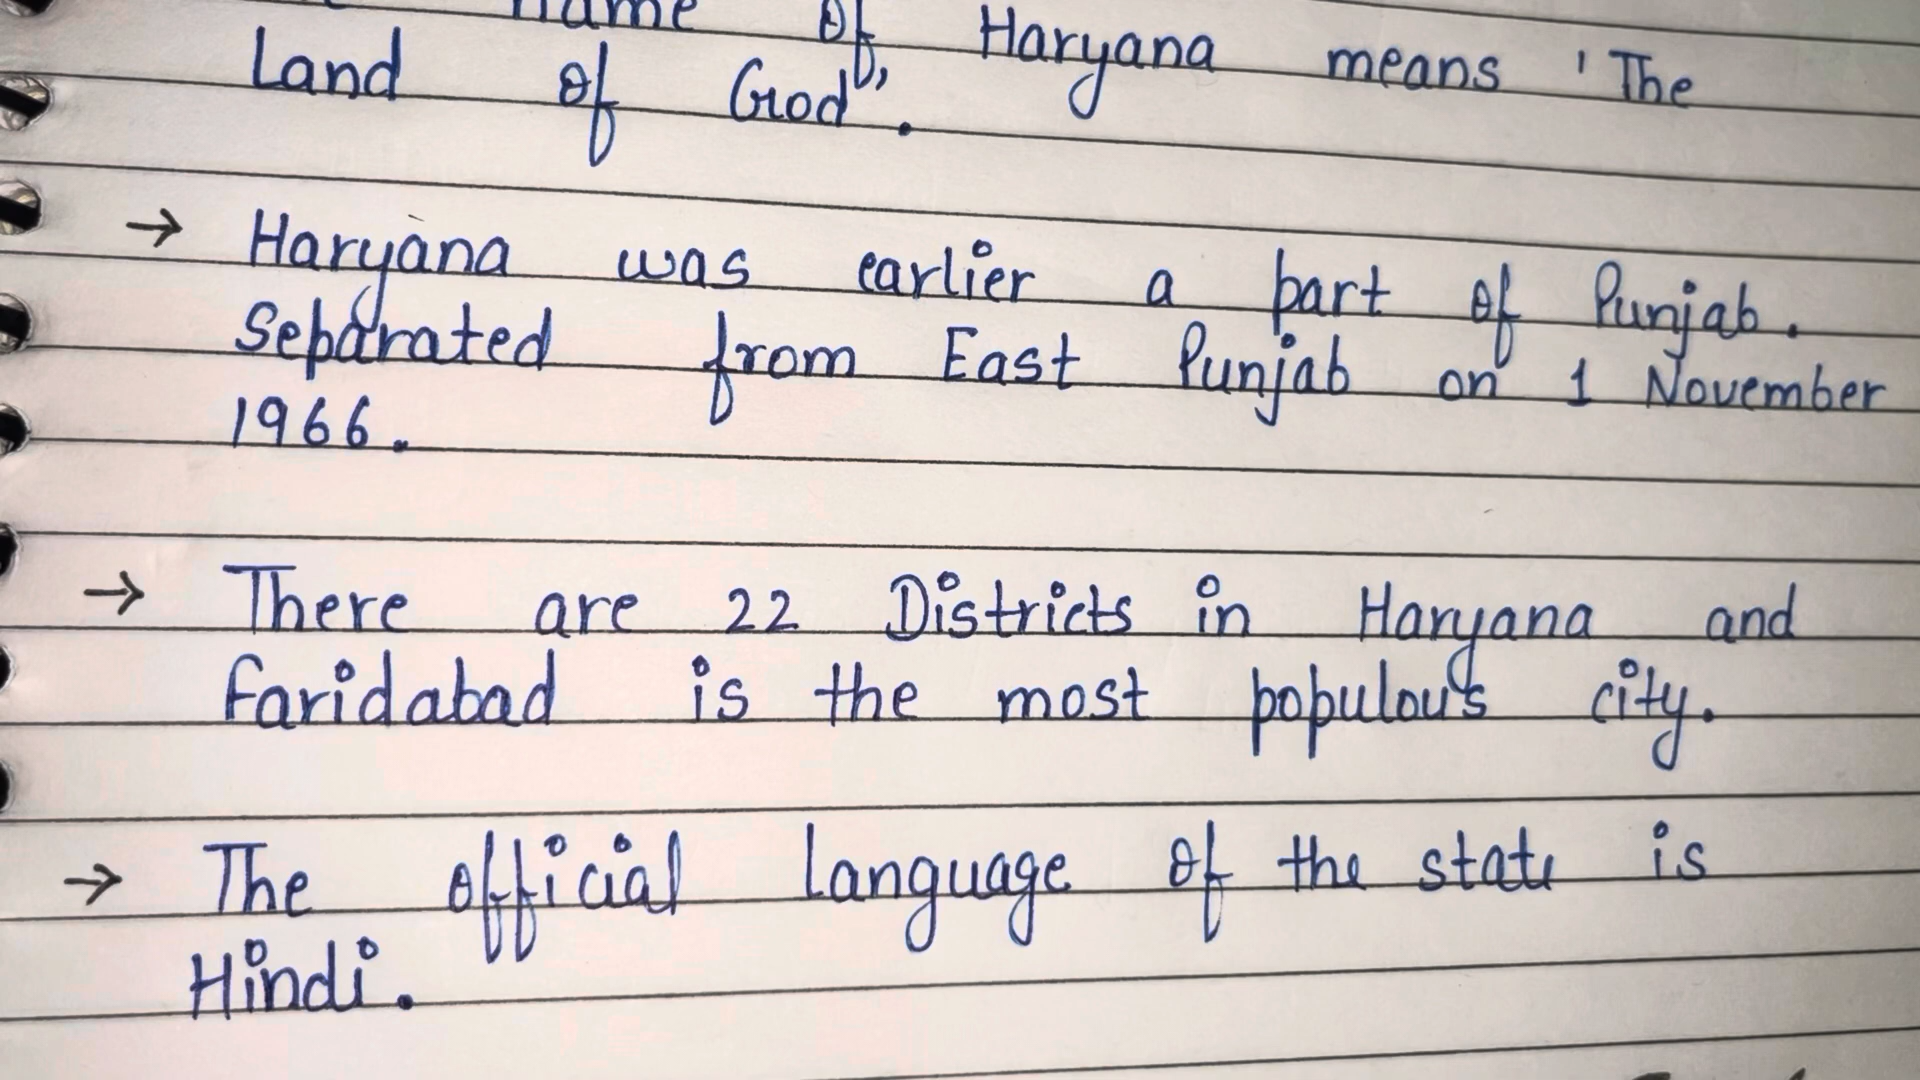 name of Haryana means 'The
Land of God'.
→ Haryana was earlier a part of Punjab.
Separated from East Punjab on 1 November
1966.
→ There are 22 Districts in Haryana and
Faridabad is the most populous city.
→ The official language of the state is
Hindi.